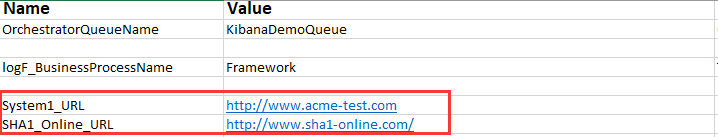 Name Value
OrchestratorQueueName KibanaDemoQueue
logF_BusinessProcessName Framework
System1_URL http://www.acme-test.com
SHA1_Online_URL http://www.sha1-online.com/